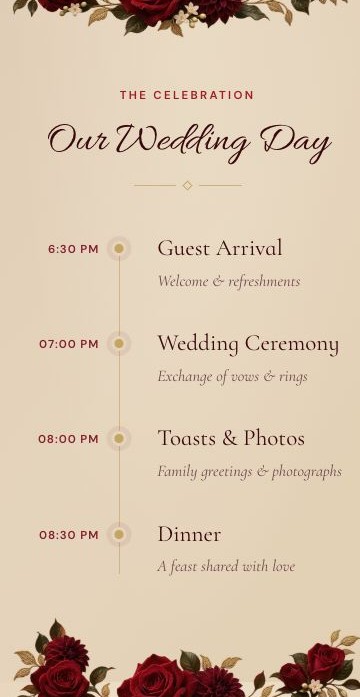 THE CELEBRATION
Our Wedding Day
6:30 PM
Guest Arrival
Welcome & refreshments
07:00 PM
Wedding Ceremony
Exchange of vows & rings
08:00 PM
Toasts & Photos
Family greetings & photographs
08:30 PM
Dinner
A feast shared with love